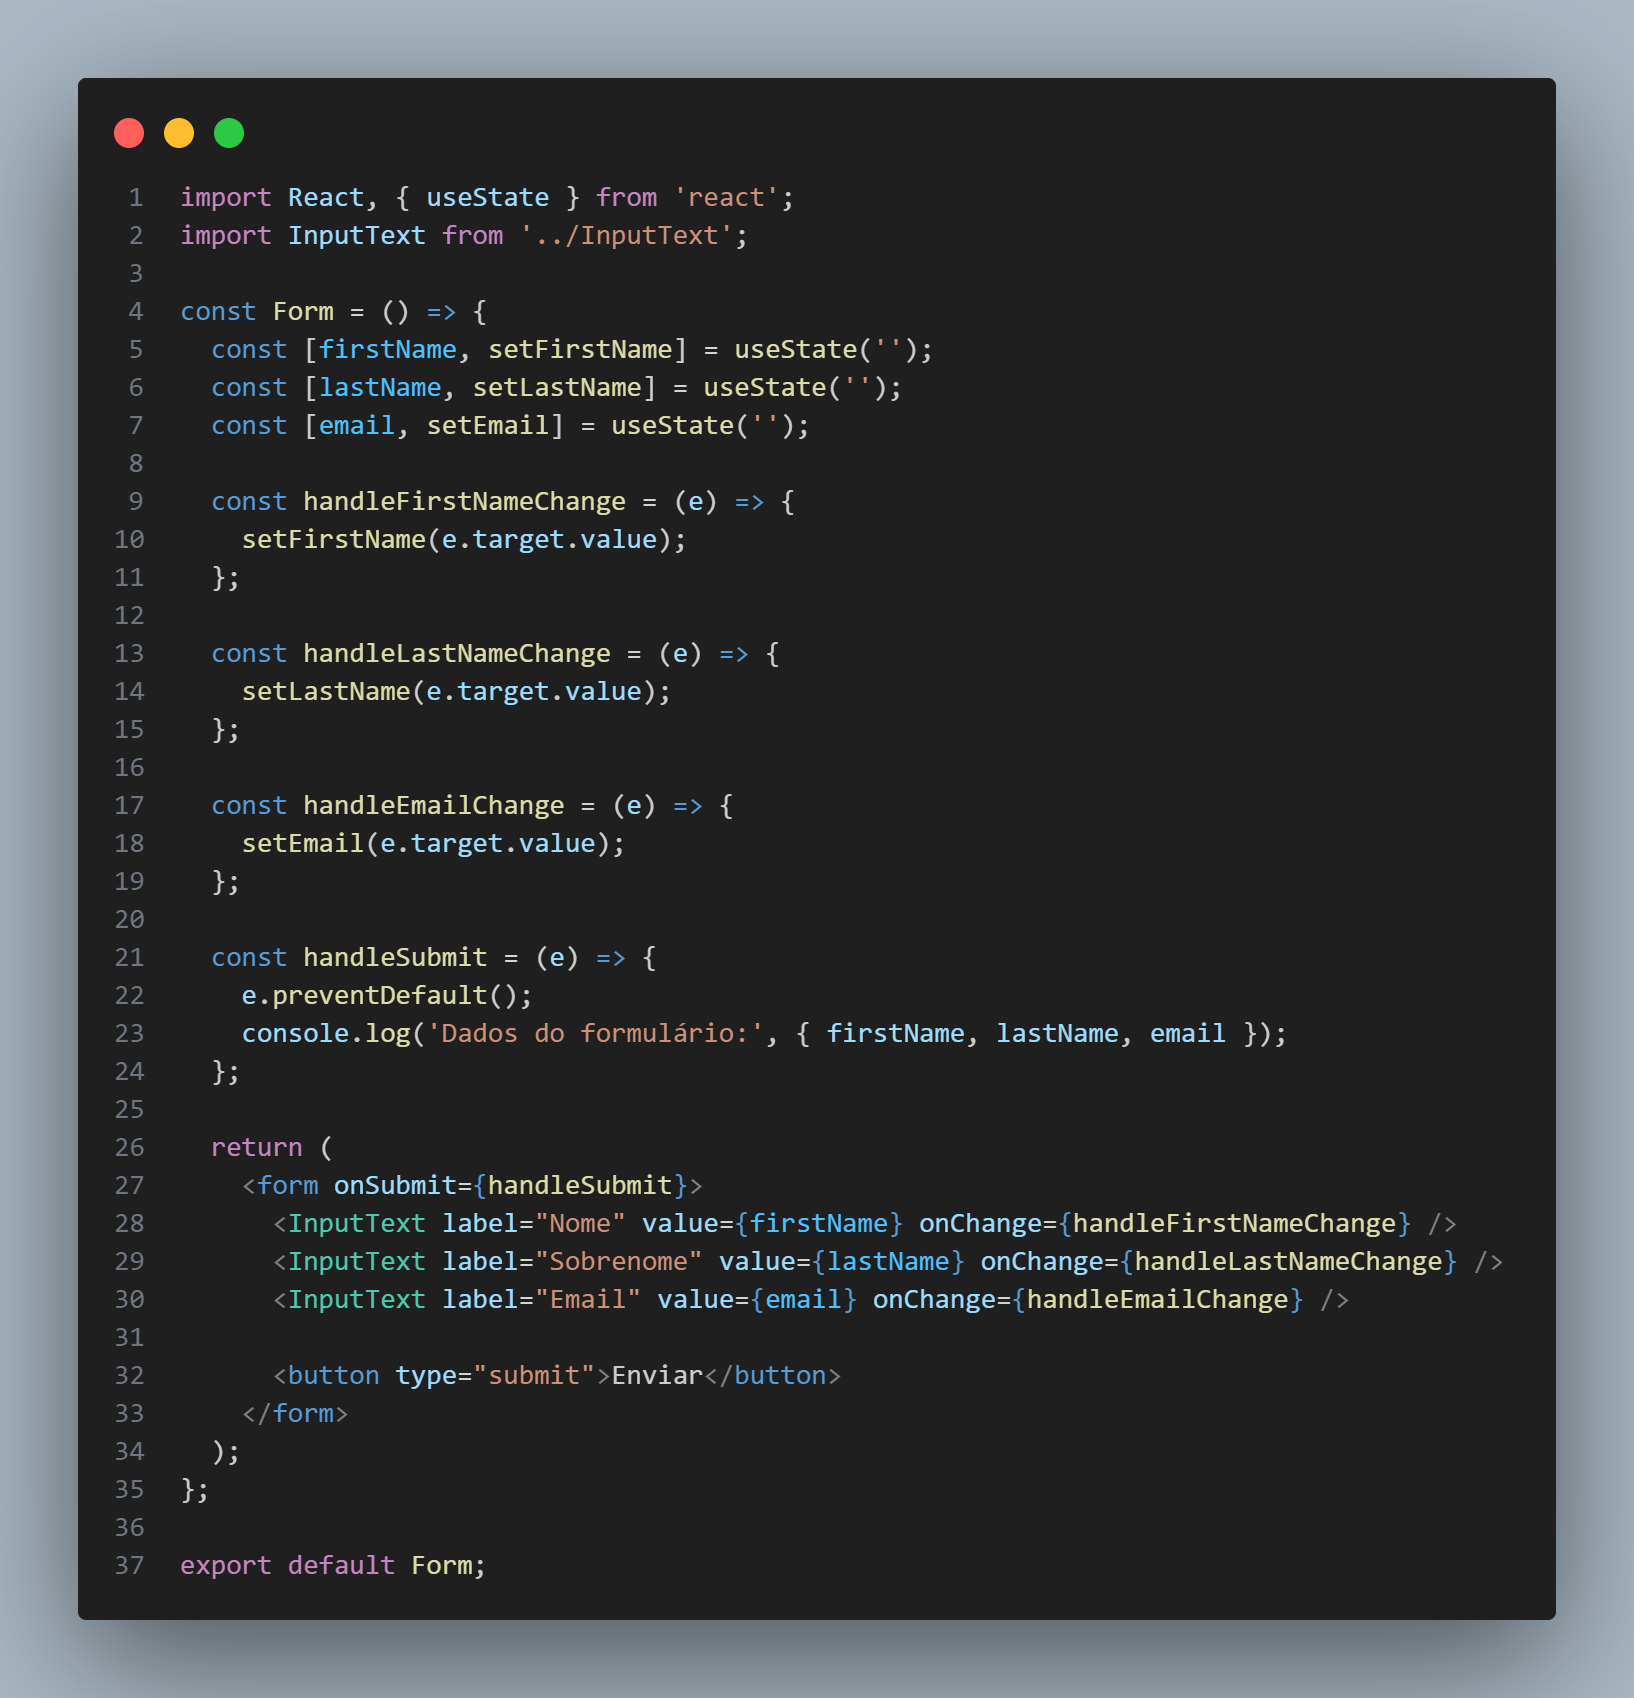 1 import React, { useState } from 'react';
2 import InputText from '../InputText';
3
4 const Form = () => {
5   const [firstName, setFirstName] = useState('');
6   const [lastName, setLastName] = useState('');
7   const [email, setEmail] = useState('');
8
9   const handleFirstNameChange = (e) => {
10     setFirstName(e.target.value);
11   };
12
13   const handleLastNameChange = (e) => {
14     setLastName(e.target.value);
15   };
16
17   const handleEmailChange = (e) => {
18     setEmail(e.target.value);
19   };
20
21   const handleSubmit = (e) => {
22     e.preventDefault();
23     console.log('Dados do formulário:', { firstName, lastName, email });
24   };
25
26   return (
27     <form onSubmit={handleSubmit}>
28       <InputText label="Nome" value={firstName} onChange={handleFirstNameChange} />
29       <InputText label="Sobrenome" value={lastName} onChange={handleLastNameChange} />
30       <InputText label="Email" value={email} onChange={handleEmailChange} />
31
32       <button type="submit">Enviar</button>
33     </form>
34   );
35 };
36
37 export default Form;